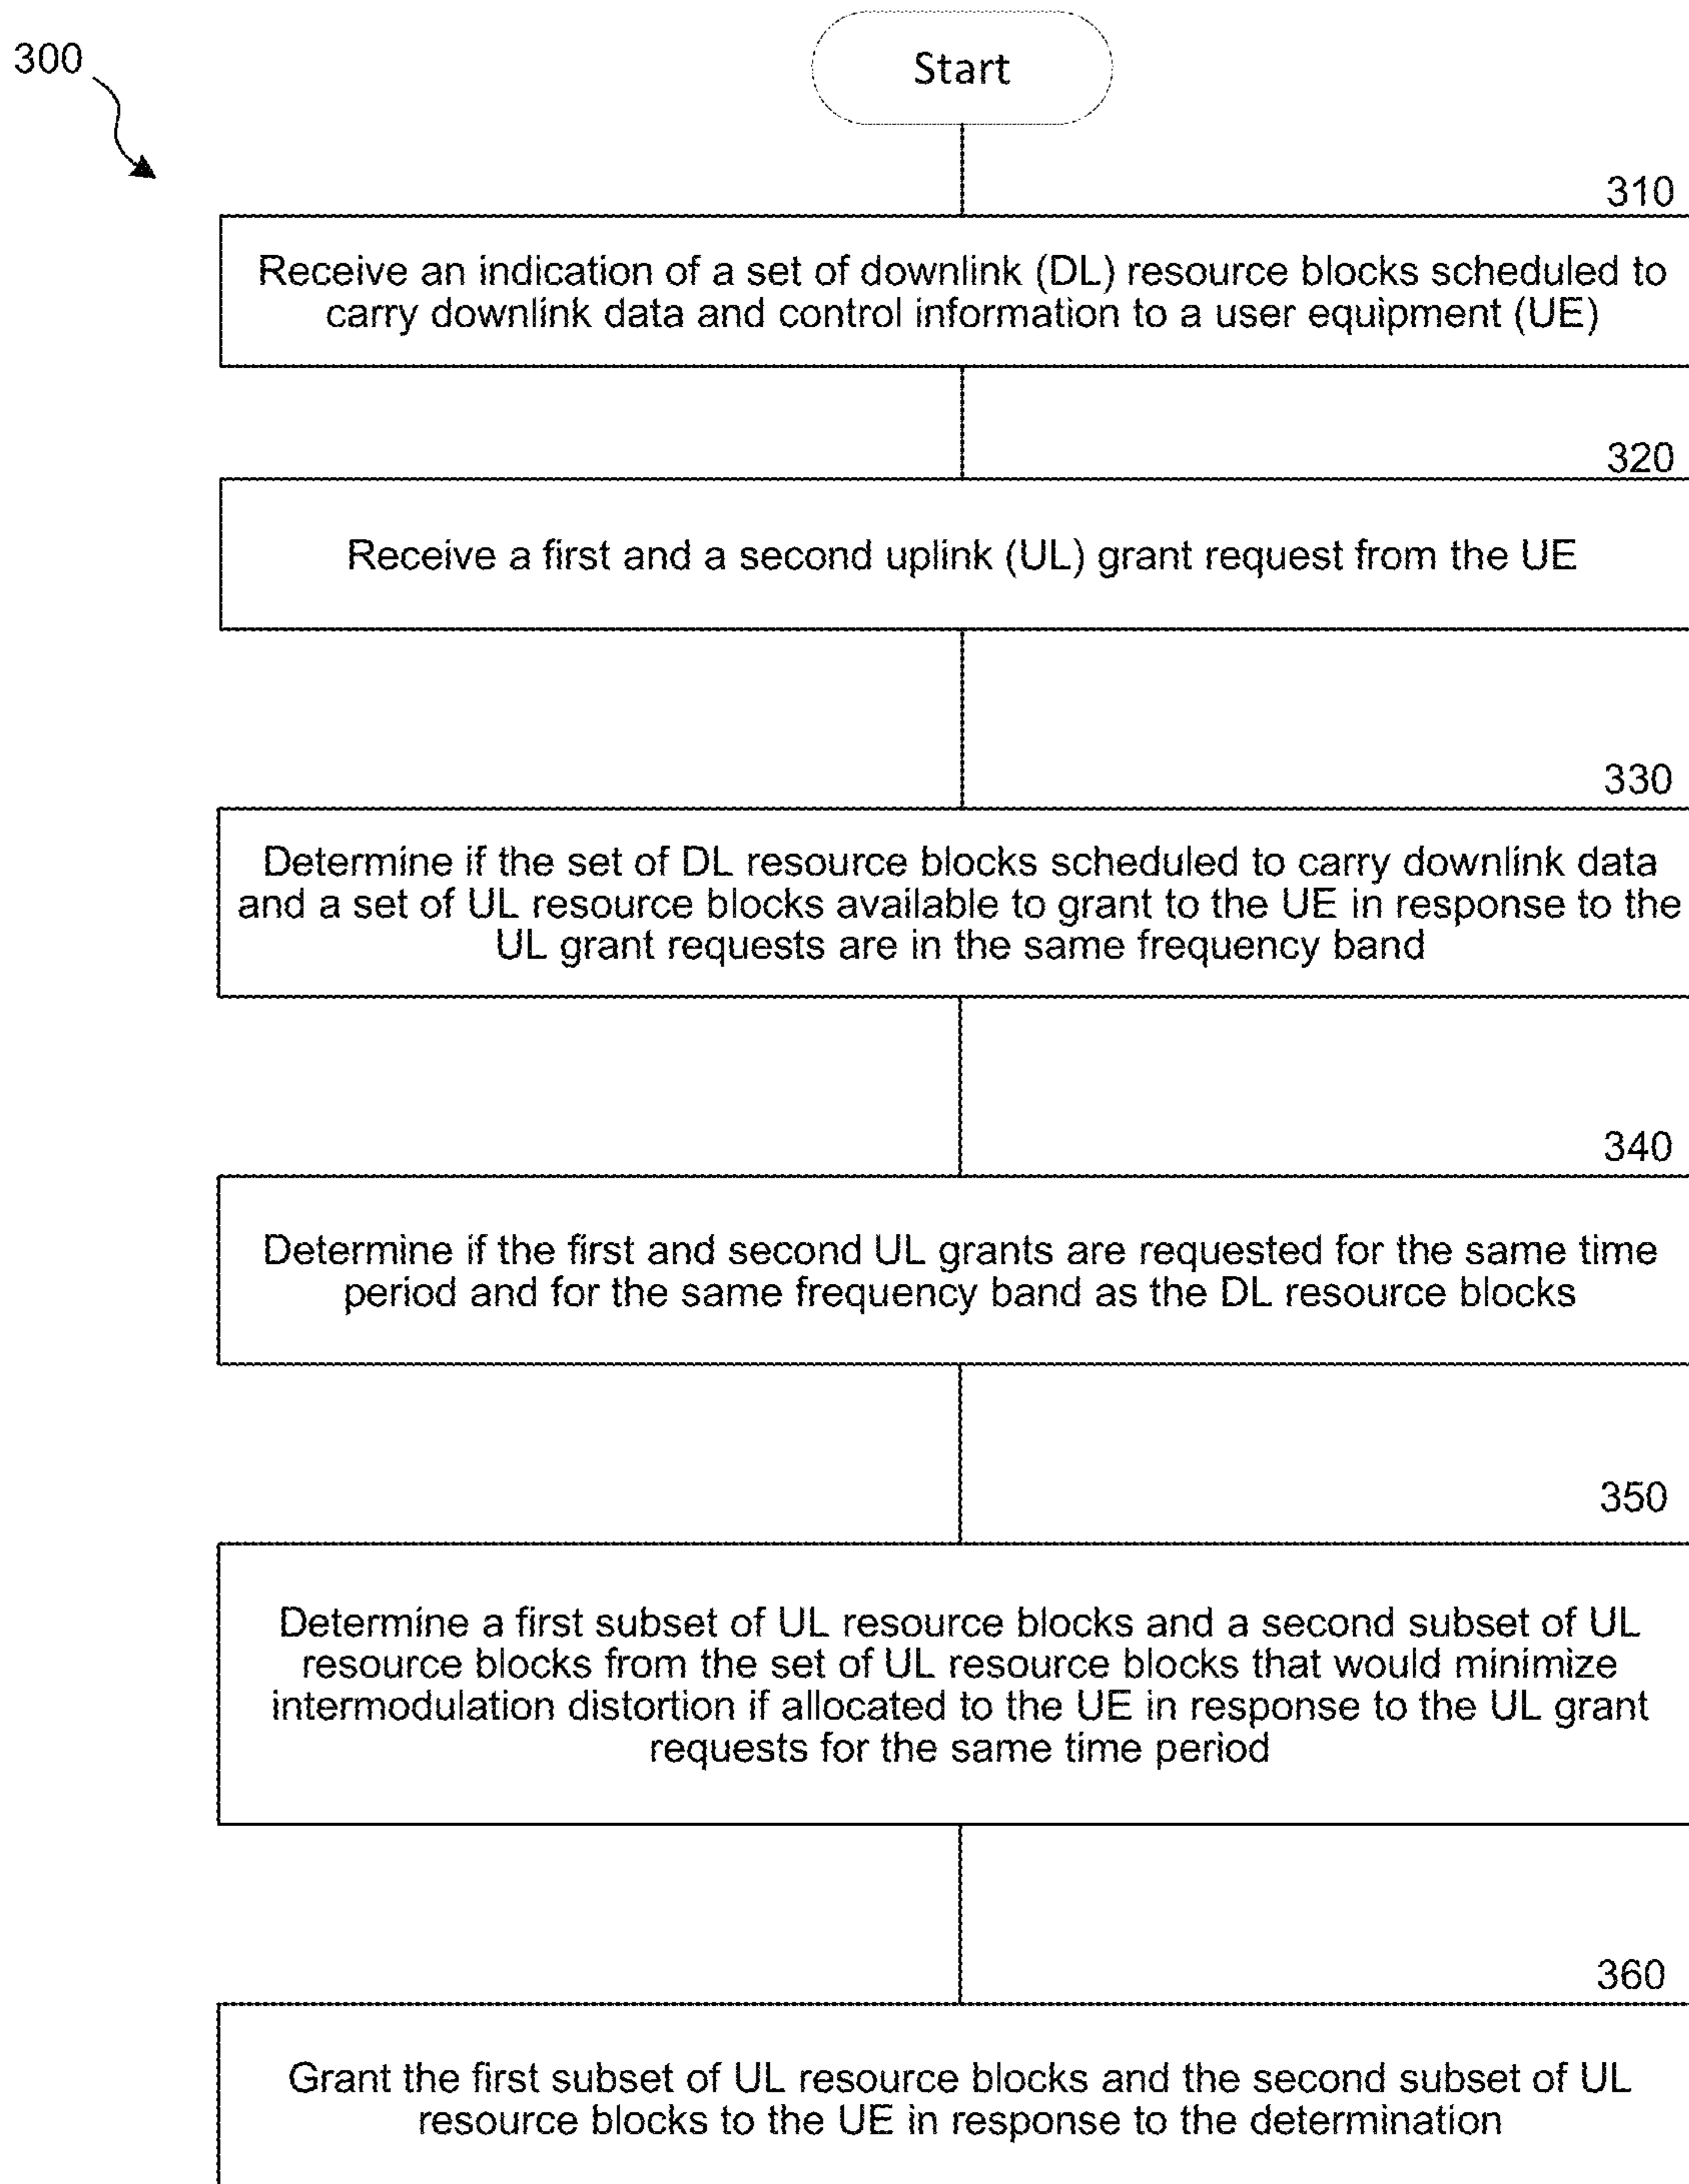 300
Start
310
Receive an indication of a set of downlink (DL) resource blocks scheduled to
carry downlink data and control information to a user equipment (UE)
320
Receive a first and a second uplink (UL) grant request from the UE
330
Determine if the set of DL resource blocks scheduled to carry downlink data
and a set of UL resource blocks available to grant to the UE in response to the
UL grant requests are in the same frequency band
340
Determine if the first and second UL grants are requested for the same time
period and for the same frequency band as the DL resource blocks
350
Determine a first subset of UL resource blocks and a second subset of UL
resource blocks from the set of UL resource blocks that would minimize
intermodulation distortion if allocated to the UE in response to the UL grant
requests for the same time period
360
Grant the first subset of UL resource blocks and the second subset of UL
resource blocks to the UE in response to the determination